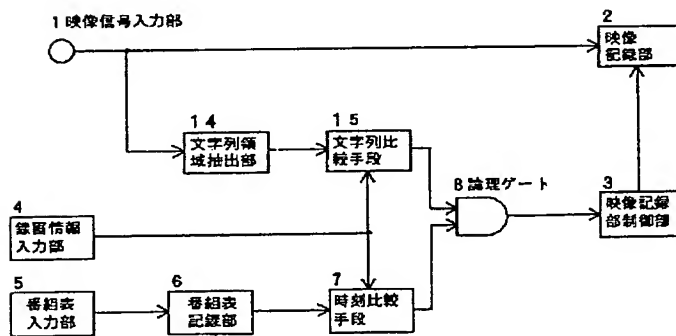 1 映像信号入力部
2
映像
記録部
14
文字列領
域抽出部
15
文字列比
較手段
8 論理ゲート
3
映像記録
部制御部
4
録画情報
入力部
5
番組表
入力部
6
番組表
記録部
7
時刻比較
手段